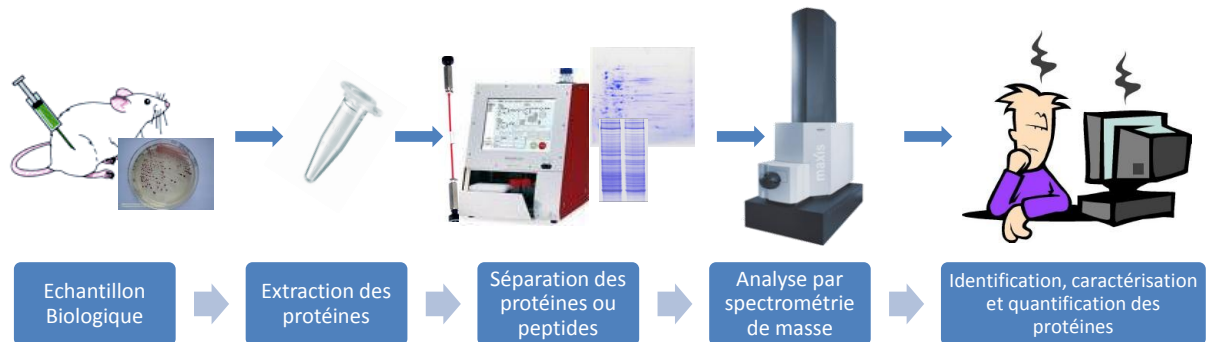 maxis
Echantillon
Biologique
Extraction des
protéines
Séparation des
protéines ou
peptides
Analyse par
spectrométrie
de masse
Identification, caractérisation
et quantification des
protéines